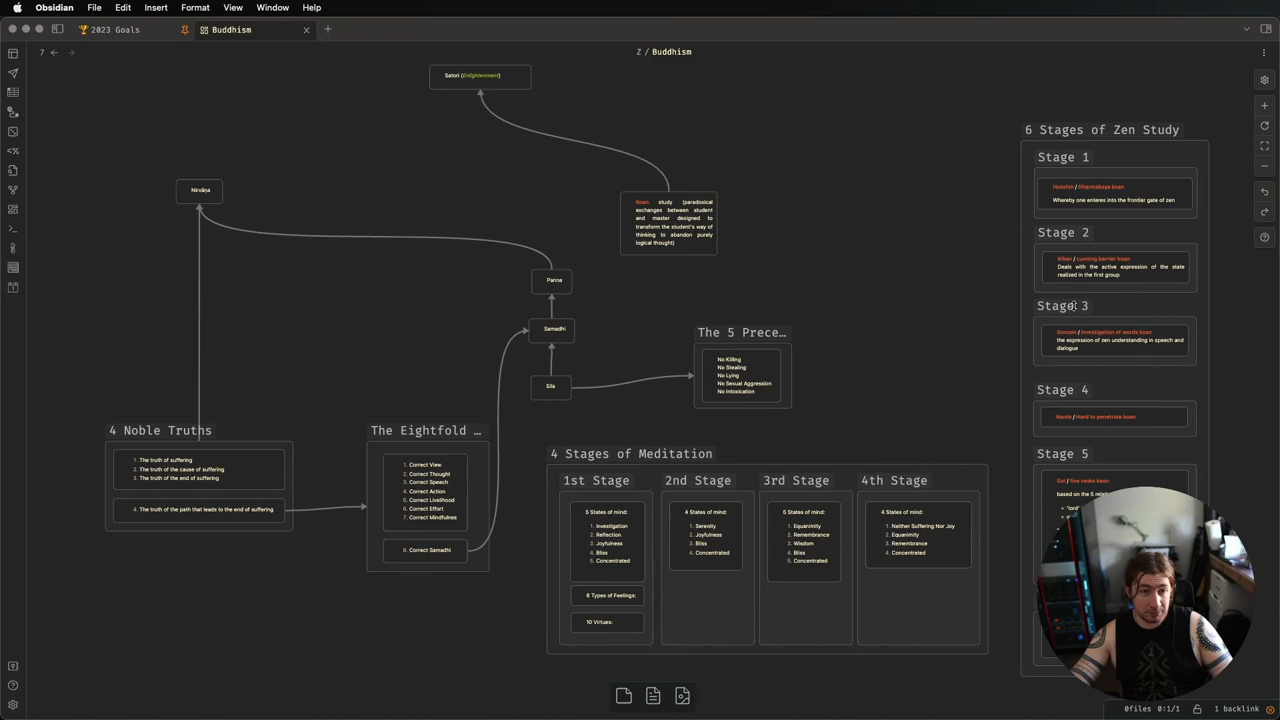 Obsidian File Edit Insert Format View Window Help
2023 Goals
Buddhism
7
Z / Buddhism
Satori (Enlightenment)
6 Stages of Zen Study
Stage 1
Hosshin / Dharmakaya koan
Whereby one enters into the frontier gate of zen
Nirvāṇa
Koan study (paradoxical
exchanges between student
and master designed to
transform the student's way of
thinking to abandon purely
logical thought)
Stage 2
Kikan / cunning barrier koan
Deals with the active expression of the state
realized in the first group
Panna
Stage 3
Gonsen / Investigation of words koan
the expression of zen understanding in speech and
dialogue
Samadhi
The 5 Prece...
No Killing
No Stealing
No Lying
No Sexual Aggression
No Intoxication
Sila
Stage 4
Nanto / Hard to penetrate koan
4 Noble Truths
1. The truth of suffering
2. The truth of the cause of suffering
3. The truth of the end of suffering
4. The truth of the path that leads to the end of suffering
The Eightfold ...
1. Correct View
2. Correct Thought
3. Correct Speech
4. Correct Action
5. Correct Livelihood
6. Correct Effort
7. Correct Mindfulnes
8. Correct Samadhi
4 Stages of Meditation
1st Stage
5 States of mind:
1. Investigation
2. Reflection
3. Joyfulness
4. Bliss
5. Concentrated
8 Types of Feelings:
10 Virtues:
2nd Stage
4 States of mind:
1. Serenity
2. Joyfulness
3. Bliss
4. Concentrated
3rd Stage
5 States of mind:
1. Equanimity
2. Remembrance
3. Wisdom
4. Bliss
5. Concentrated
4th Stage
4 States of mind:
1. Neither Suffering Nor Joy
2. Equanimity
3. Remembrance
4. Concentrated
Stage 5
Goi / five ranks koan
based on the 5 rela
"lord
0files 0:1/1 1 backlink